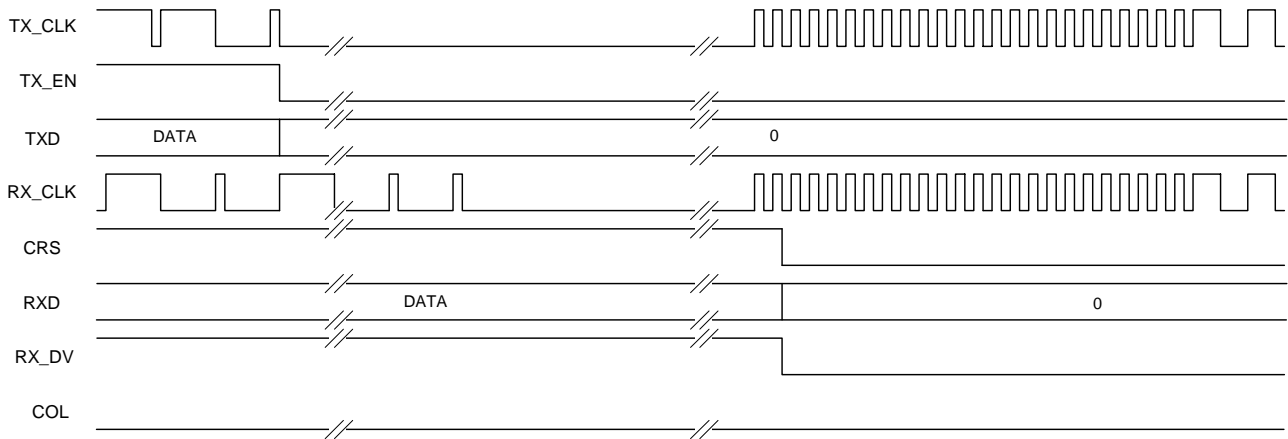 TX_CLK
TX_EN
TXD DATA 0
RX_CLK
CRS
RXD DATA 0
RX_DV
COL